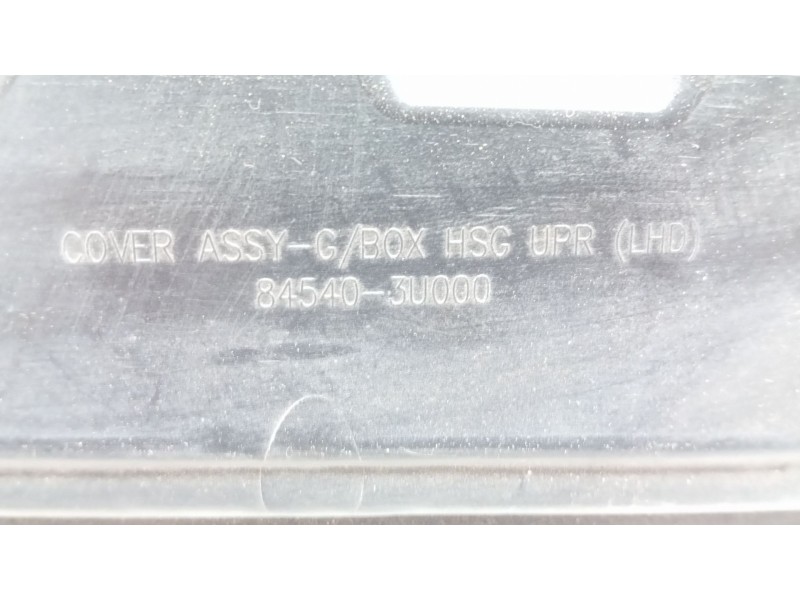 COVER ASSY-G/BOX HSG UPR (LHD)
84540-3U000